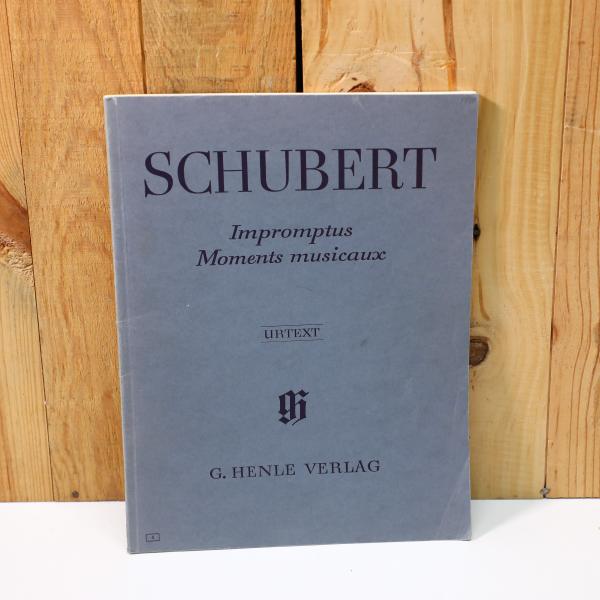 SCHUBERT
Impromptus
Moments musicaux
URTEXT
G. HENLE VERLAG